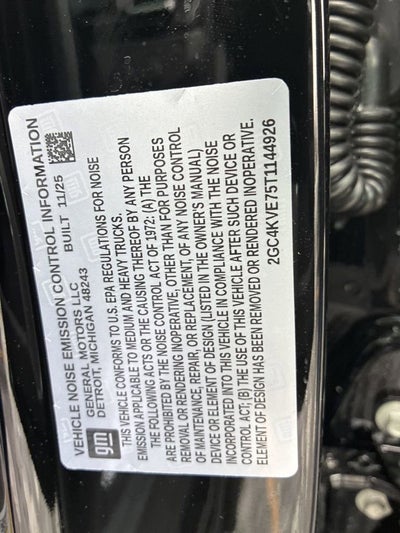 VEHICLE NOISE EMISSION CONTROL INFORMATION
GENERAL MOTORS LLC BUILT 11/25
DETROIT, MICHIGAN 48243
gm
THIS VEHICLE CONFORMS TO U.S. EPA REGULATIONS FOR NOISE
EMISSION APPLICABLE TO MEDIUM AND HEAVY TRUCKS.
THE FOLLOWING ACTS OR THE CAUSING THEREOF BY ANY PERSON
ARE PROHIBITED BY THE NOISE CONTROL ACT OF 1972: (A) THE
REMOVAL OR RENDERING INOPERATIVE, OTHER THAN FOR PURPOSES
OF MAINTENANCE, REPAIR, OR REPLACEMENT, OF ANY NOISE CONTROL
DEVICE OR ELEMENT OF DESIGN (LISTED IN THE OWNER'S MANUAL)
INCORPORATED INTO THIS VEHICLE IN COMPLIANCE WITH THE NOISE
CONTROL ACT; (B) THE USE OF THIS VEHICLE AFTER SUCH DEVICE OR
ELEMENT OF DESIGN HAS BEEN REMOVED OR RENDERED INOPERATIVE.
2GC4KVE75T1144926